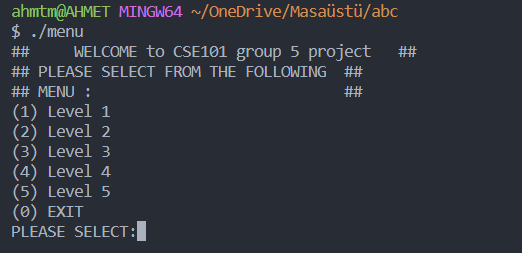 ahmtm@AHMET MINGW64 ~/OneDrive/Masaüstü/abc
$ ./menu
##     WELCOME to CSE101 group 5 project   ##
## PLEASE SELECT FROM THE FOLLOWING  ##
## MENU :                            ##
(1) Level 1
(2) Level 2
(3) Level 3
(4) Level 4
(5) Level 5
(0) EXIT
PLEASE SELECT: